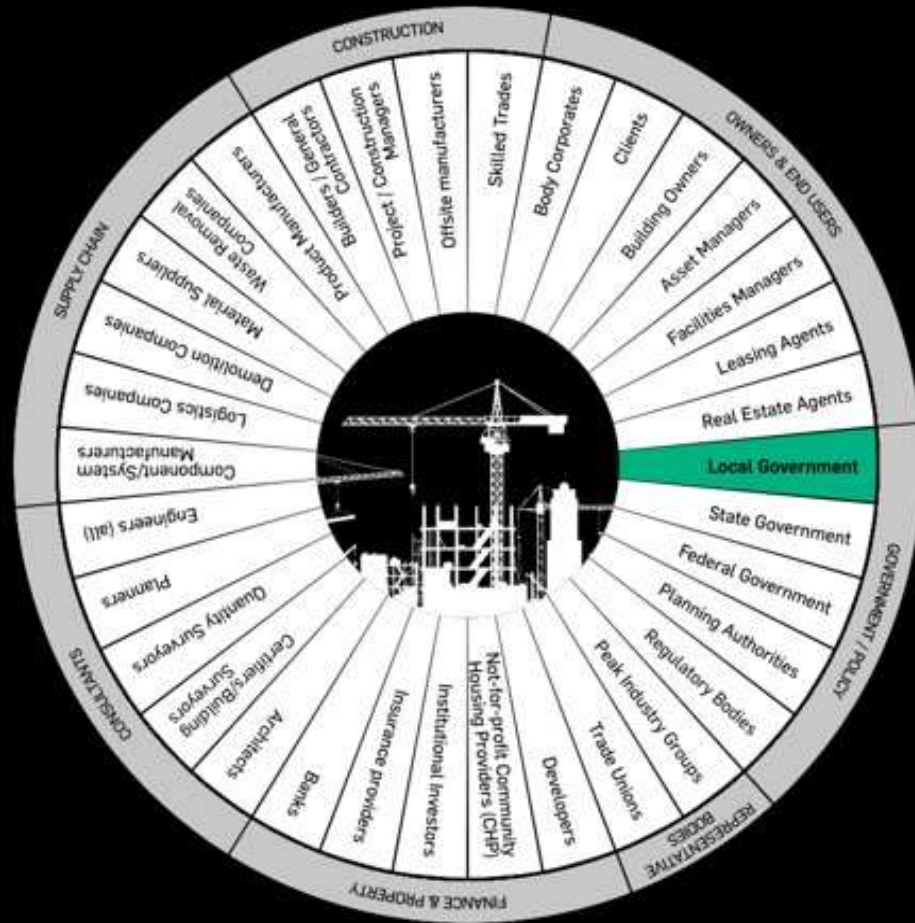 CONSTRUCTION
Builders / General
Contractors
Project / Construction
Managers
Offsite manufacturers
Skilled Trades
OWNERS & END USERS
Body Corporates
Clients
Building Owners
Asset Managers
Facilities Managers
Leasing Agents
Real Estate Agents
GOVERNMENT / POLICY
Local Government
State Government
Federal Government
Planning Authorities
Regulatory Bodies
REPRESENTATIVE
BODIES
Peak Industry Groups
Trade Unions
FINANCE & PROPERTY
Developers
Not-for-profit Community
Housing Providers (CHP)
Institutional Investors
Insurance providers
Banks
CONSULTANTS
Architects
Certifiers/Building
Surveyors
Quantity Surveyors
Planners
Engineers (all)
SUPPLY CHAIN
Component/System
Manufacturers
Logistics Companies
Demolition Companies
Material Suppliers
Waste Removal
Companies
Product Manufacturers